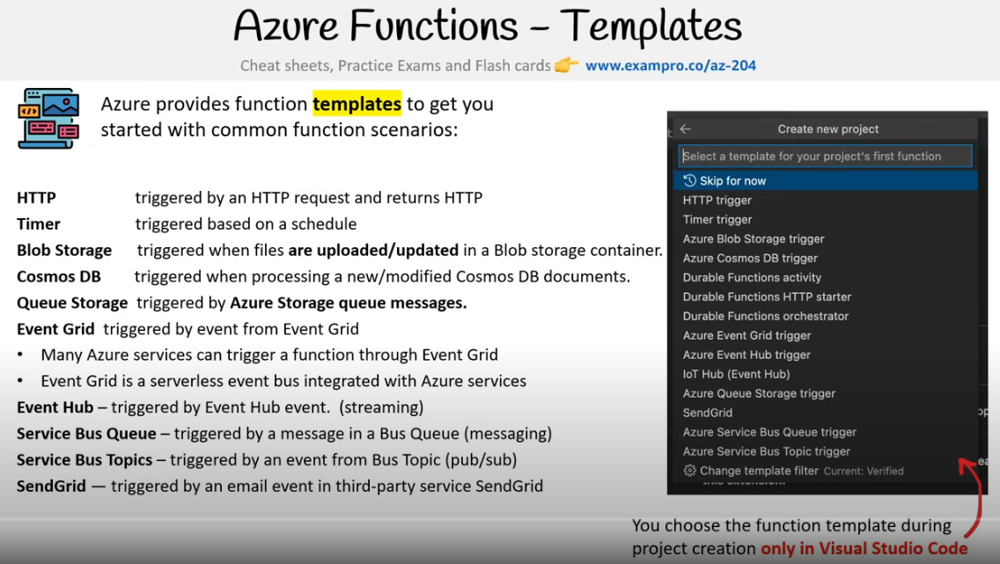 Azure Functions - Templates
Cheat sheets, Practice Exams and Flash cards 👉 www.exampro.co/az-204
Azure provides function templates to get you
started with common function scenarios:
HTTP triggered by an HTTP request and returns HTTP
Timer triggered based on a schedule
Blob Storage triggered when files are uploaded/updated in a Blob storage container.
Cosmos DB triggered when processing a new/modified Cosmos DB documents.
Queue Storage triggered by Azure Storage queue messages.
Event Grid triggered by event from Event Grid
• Many Azure services can trigger a function through Event Grid
• Event Grid is a serverless event bus integrated with Azure services
Event Hub – triggered by Event Hub event. (streaming)
Service Bus Queue – triggered by a message in a Bus Queue (messaging)
Service Bus Topics – triggered by an event from Bus Topic (pub/sub)
SendGrid — triggered by an email event in third-party service SendGrid
Create new project
Select a template for your project's first function
Skip for now
HTTP trigger
Timer trigger
Azure Blob Storage trigger
Azure Cosmos DB trigger
Durable Functions activity
Durable Functions HTTP starter
Durable Functions orchestrator
Azure Event Grid trigger
Azure Event Hub trigger
IoT Hub (Event Hub)
Azure Queue Storage trigger
SendGrid
Azure Service Bus Queue trigger
Azure Service Bus Topic trigger
Change template filter Current: Verified
this extension.
You choose the function template during
project creation only in Visual Studio Code